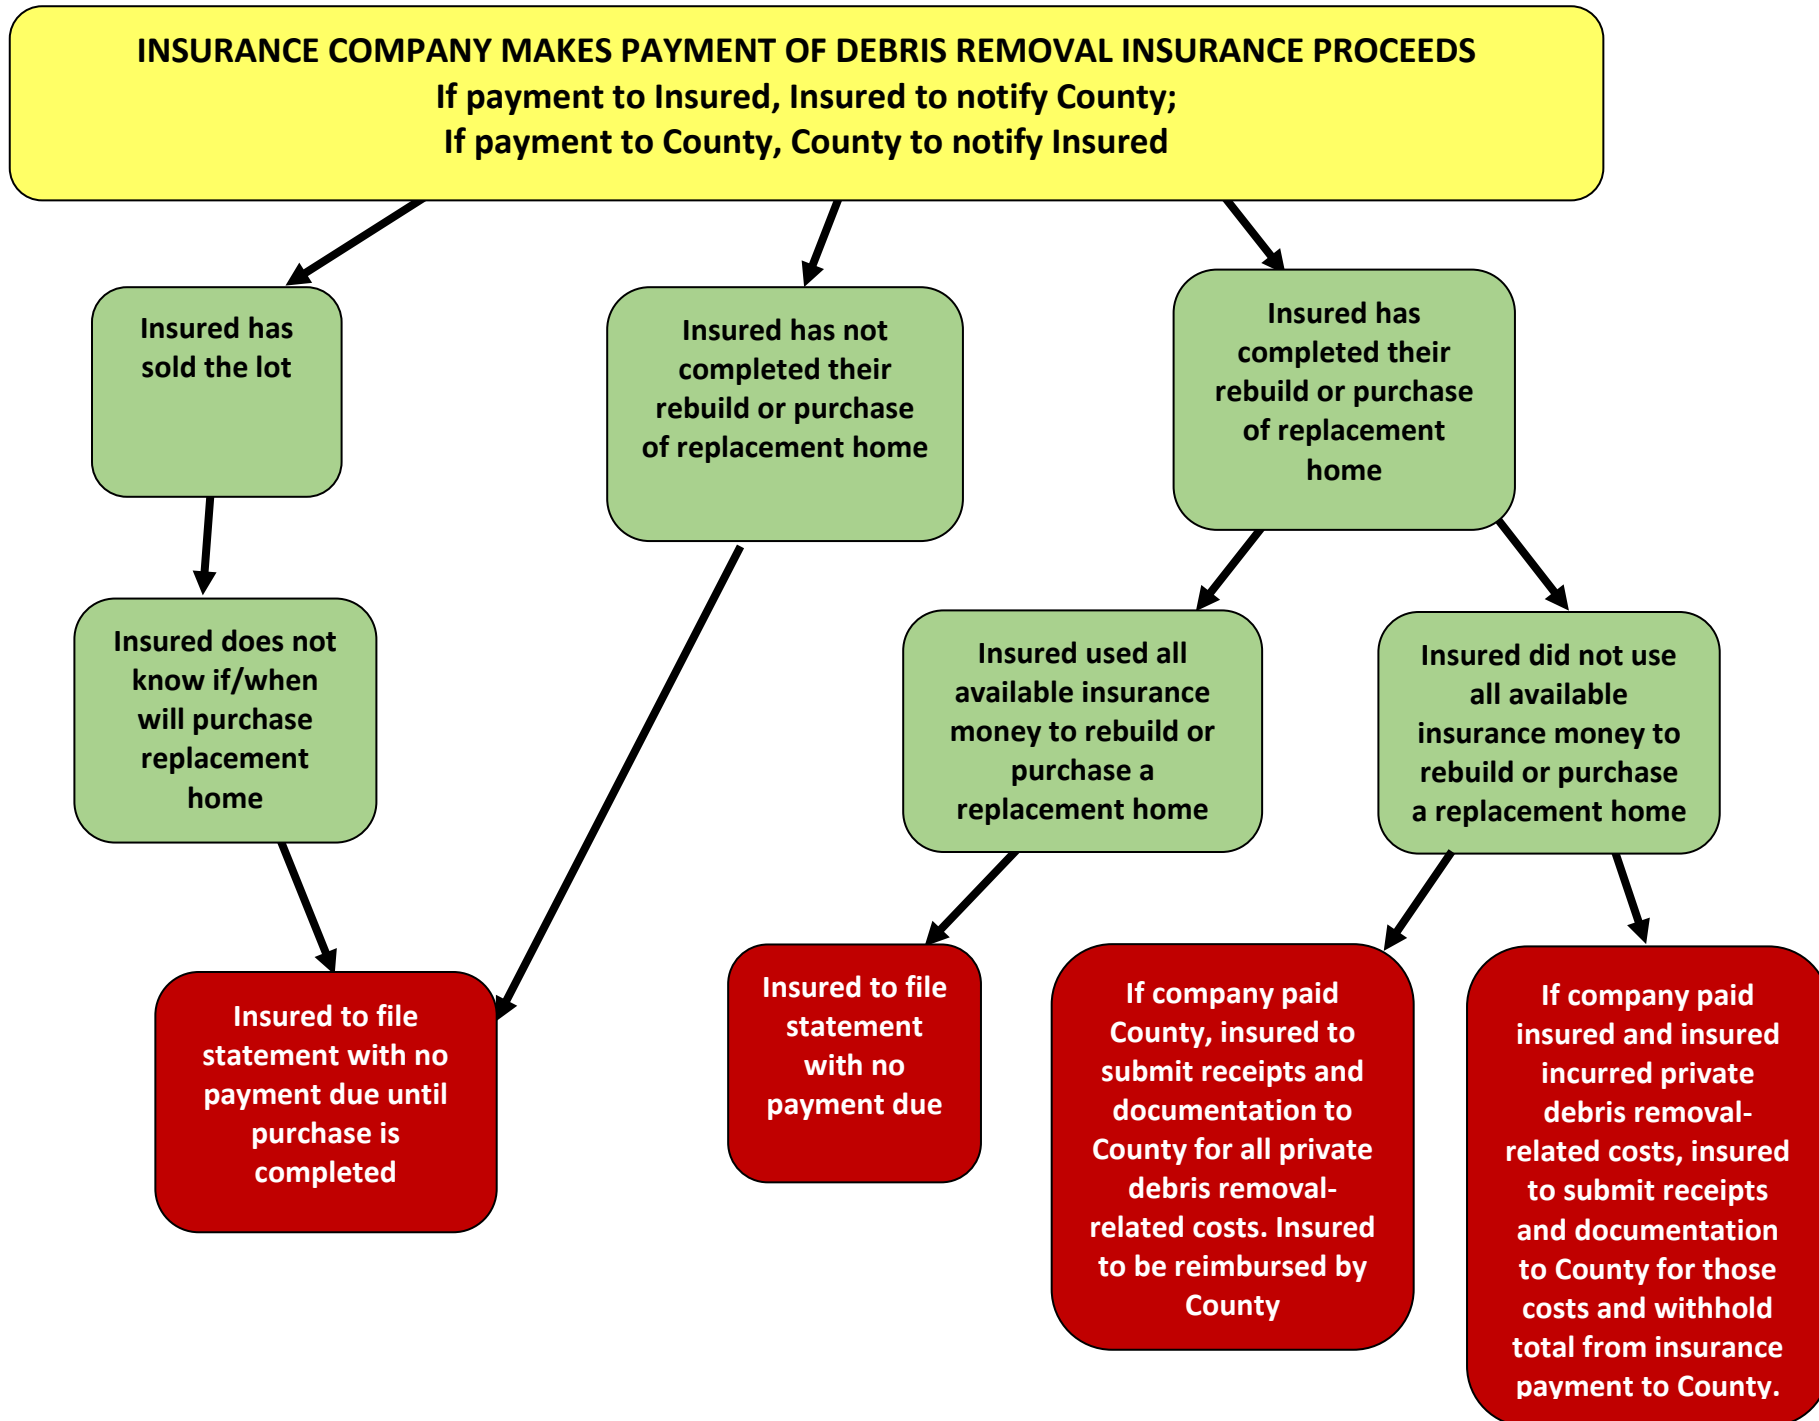 INSURANCE COMPANY MAKES PAYMENT OF DEBRIS REMOVAL INSURANCE PROCEEDS
If payment to Insured, Insured to notify County;
If payment to County, County to notify Insured
Insured has
sold the lot
Insured has not
completed their
rebuild or purchase
of replacement home
Insured has
completed their
rebuild or purchase
of replacement
home
Insured does not
know if/when
will purchase
replacement
home
Insured used all
available insurance
money to rebuild or
purchase a
replacement home
Insured did not use
all available
insurance money to
rebuild or purchase
a replacement home
Insured to file
statement with no
payment due until
purchase is
completed
Insured to file
statement
with no
payment due
If company paid
County, insured to
submit receipts and
documentation to
County for all private
debris removal-
related costs. Insured
to be reimbursed by
County
If company paid
insured and insured
incurred private
debris removal-
related costs, insured
to submit receipts
and documentation
to County for those
costs and withhold
total from insurance
payment to County.